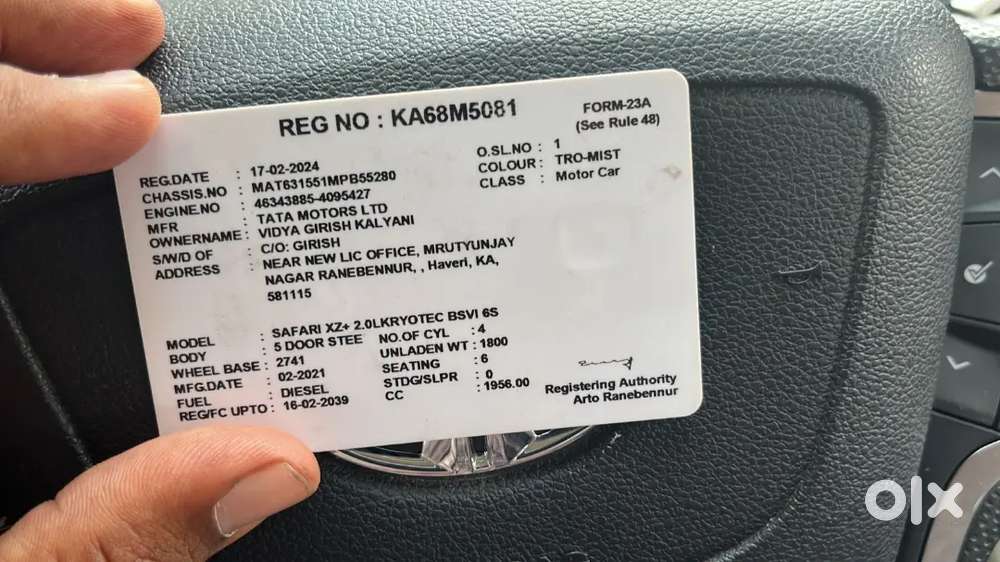 REG NO : KA68M5081
FORM-23A
(See Rule 48)
REG.DATE : 17-02-2024
O.SL.NO : 1
CHASSIS.NO : MAT631551MPB55280
COLOUR : TRO-MIST
ENGINE.NO : 46343885-4095427
CLASS : Motor Car
MFR : TATA MOTORS LTD
OWNERNAME : VIDYA GIRISH KALYANI
S/W/D OF : C/O: GIRISH
ADDRESS : NEAR NEW LIC OFFICE, MRUTYUNJAY
NAGAR RANEBENNUR, , Haveri, KA,
581115
MODEL : SAFARI XZ+ 2.0LKRYOTEC BSVI 6S
BODY : 5 DOOR STEE NO.OF CYL : 4
WHEEL BASE : 2741 UNLADEN WT : 1800
MFG.DATE : 02-2021 SEATING : 6
FUEL : DIESEL STDG/SLPR : 0
REG/FC UPTO : 16-02-2039 CC : 1956.00
Registering Authority
Arto Ranebennur
olx